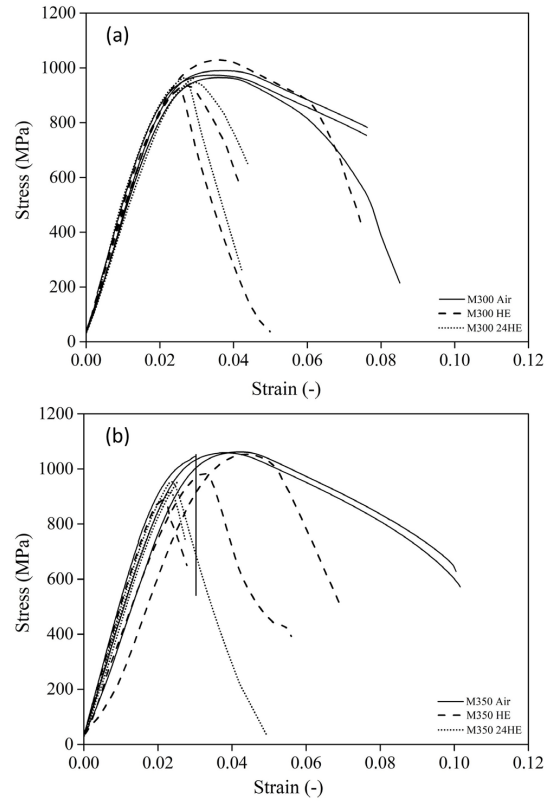 (a)
1200
1000
800
600
400
200
0
Stress (MPa)
M300 Air
M300 HE
M300 24HE
0.00 0.02 0.04 0.06 0.08 0.10 0.12
Strain (-)
(b)
1200
1000
800
600
400
200
0
Stress (MPa)
M350 Air
M350 HE
M350 24HE
0.00 0.02 0.04 0.06 0.08 0.10 0.12
Strain (-)